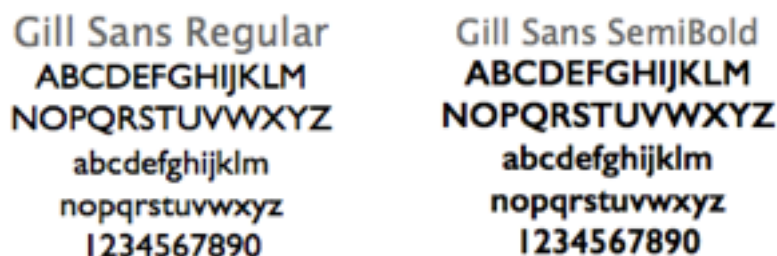 Gill Sans Regular
ABCDEFGHIJKLM
NOPQRSTUVWXYZ
abcdefghijklm
nopqrstuvwxyz
1234567890
Gill Sans SemiBold
ABCDEFGHIJKLM
NOPQRSTUVWXYZ
abcdefghijklm
nopqrstuvwxyz
1234567890